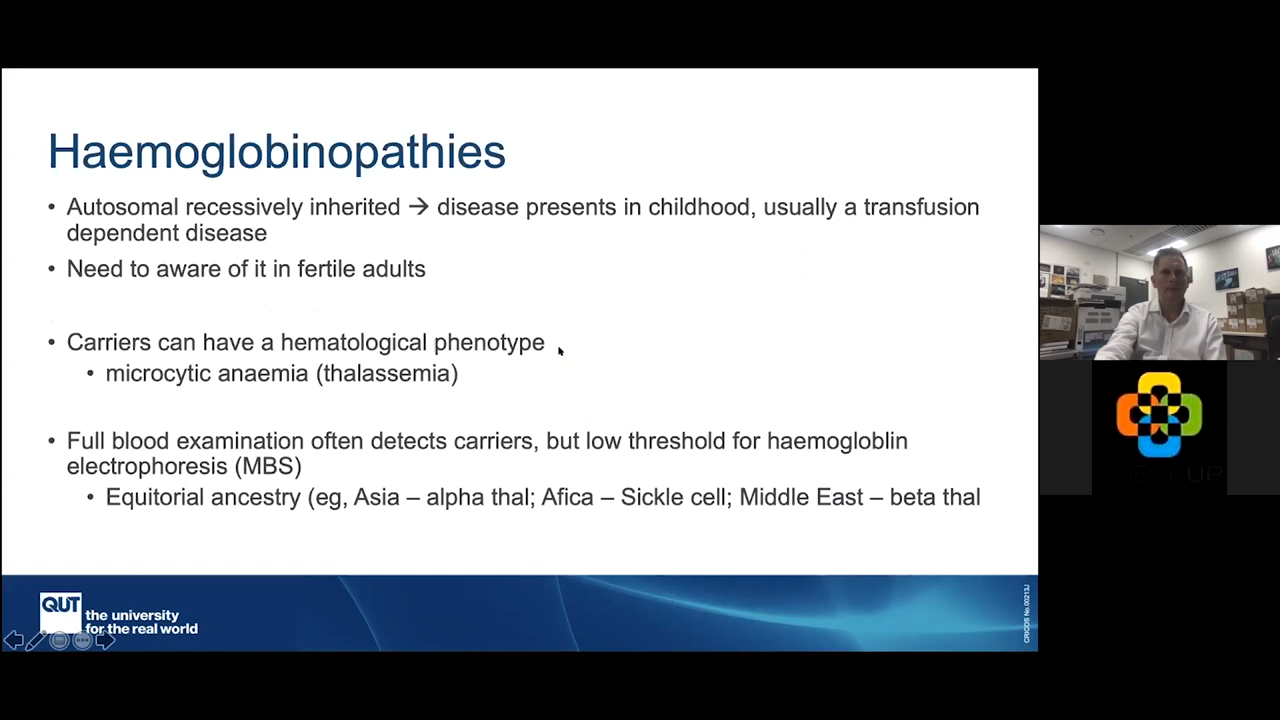 Haemoglobinopathies
• Autosomal recessively inherited → disease presents in childhood, usually a transfusion
dependent disease
• Need to aware of it in fertile adults
• Carriers can have a hematological phenotype
• microcytic anaemia (thalassemia)
• Full blood examination often detects carriers, but low threshold for haemogloblin
electrophoresis (MBS)
• Equitorial ancestry (eg, Asia – alpha thal; Afica – Sickle cell; Middle East – beta thal
QUT
the university
for the real world
CRICOS No.00213J
UP